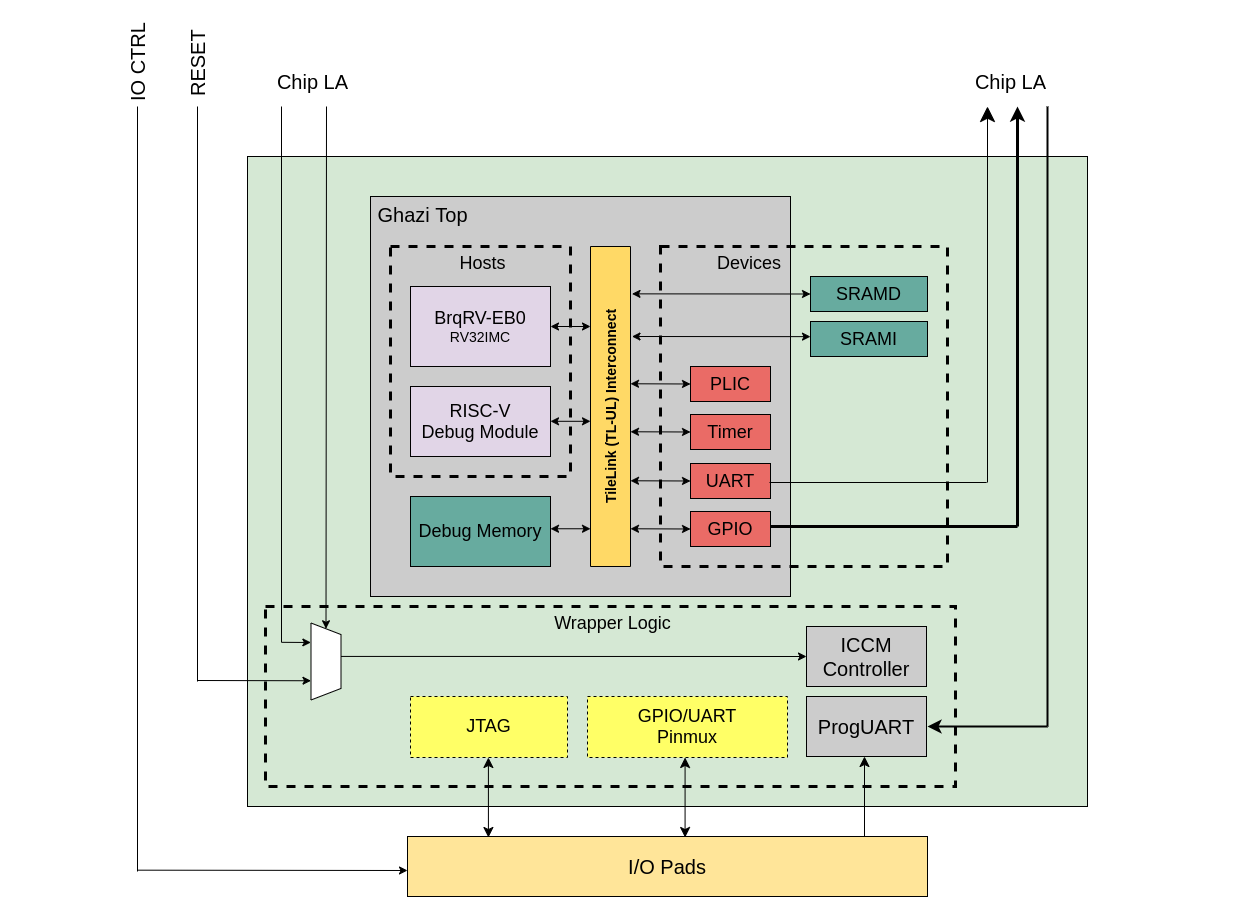 IO CTRL
RESET
Chip LA
Chip LA
Ghazi Top
Hosts
Devices
BrqRV-EB0
RV32IMC
RISC-V
Debug Module
Debug Memory
TileLink (TL-UL) Interconnect
SRAMD
SRAMI
PLIC
Timer
UART
GPIO
Wrapper Logic
ICCM
Controller
JTAG
GPIO/UART
Pinmux
ProgUART
I/O Pads